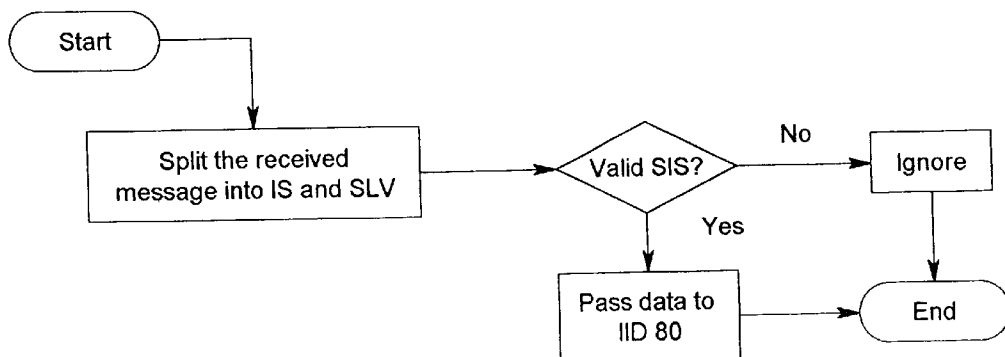 Start
Split the received
message into IS and SLV
Valid SIS?
No
Ignore
Yes
Pass data to
IID 80
End